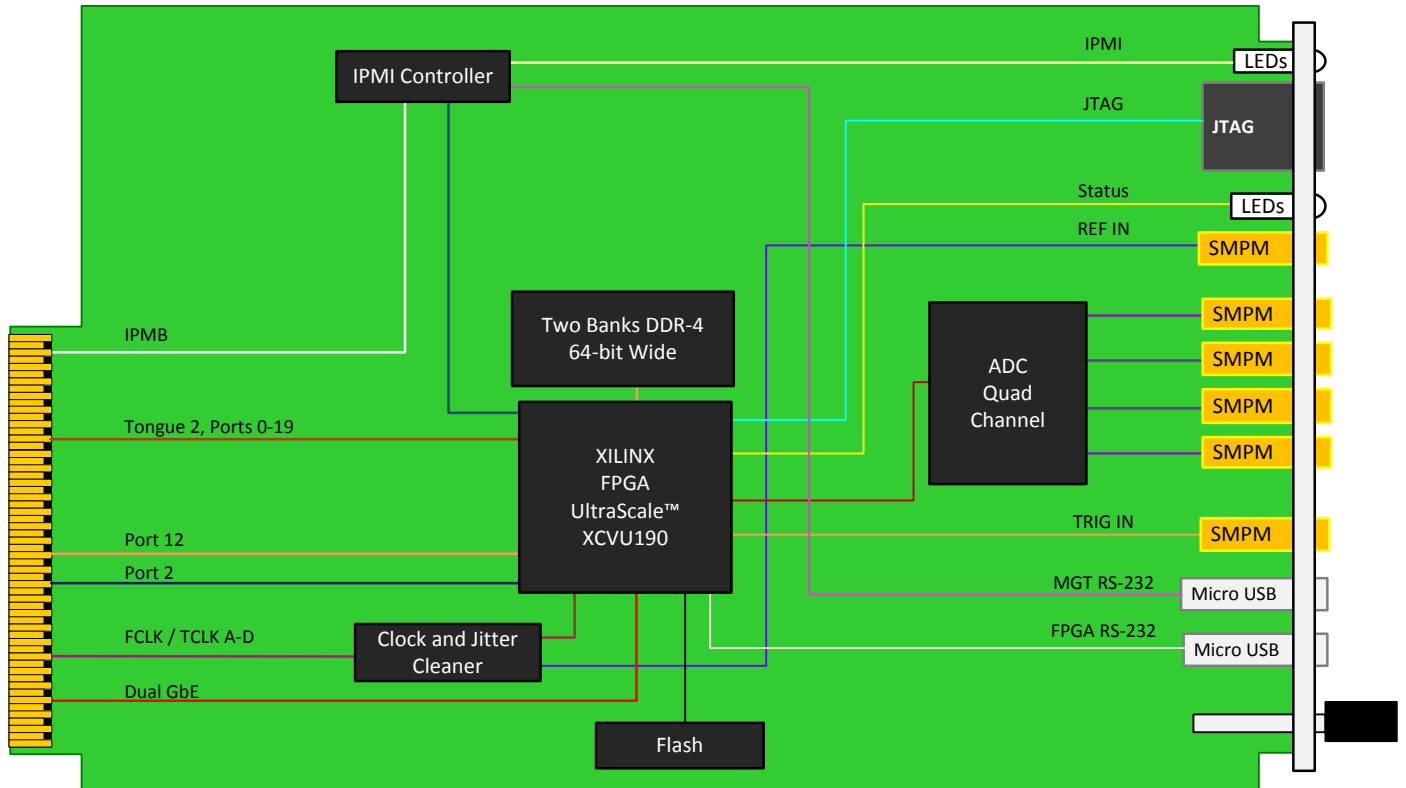 IPMI
LEDs
IPMI Controller
JTAG
JTAG
Status
LEDs
REF IN
SMPM
SMPM
IPMB
Two Banks DDR-4
64-bit Wide
SMPM
ADC
Quad
Channel
SMPM
Tongue 2, Ports 0-19
SMPM
XILINX
FPGA
UltraScale™
XCVU190
TRIG IN
SMPM
Port 12
Port 2
MGT RS-232
Micro USB
FCLK / TCLK A-D
Clock and Jitter
Cleaner
FPGA RS-232
Micro USB
Dual GbE
Flash